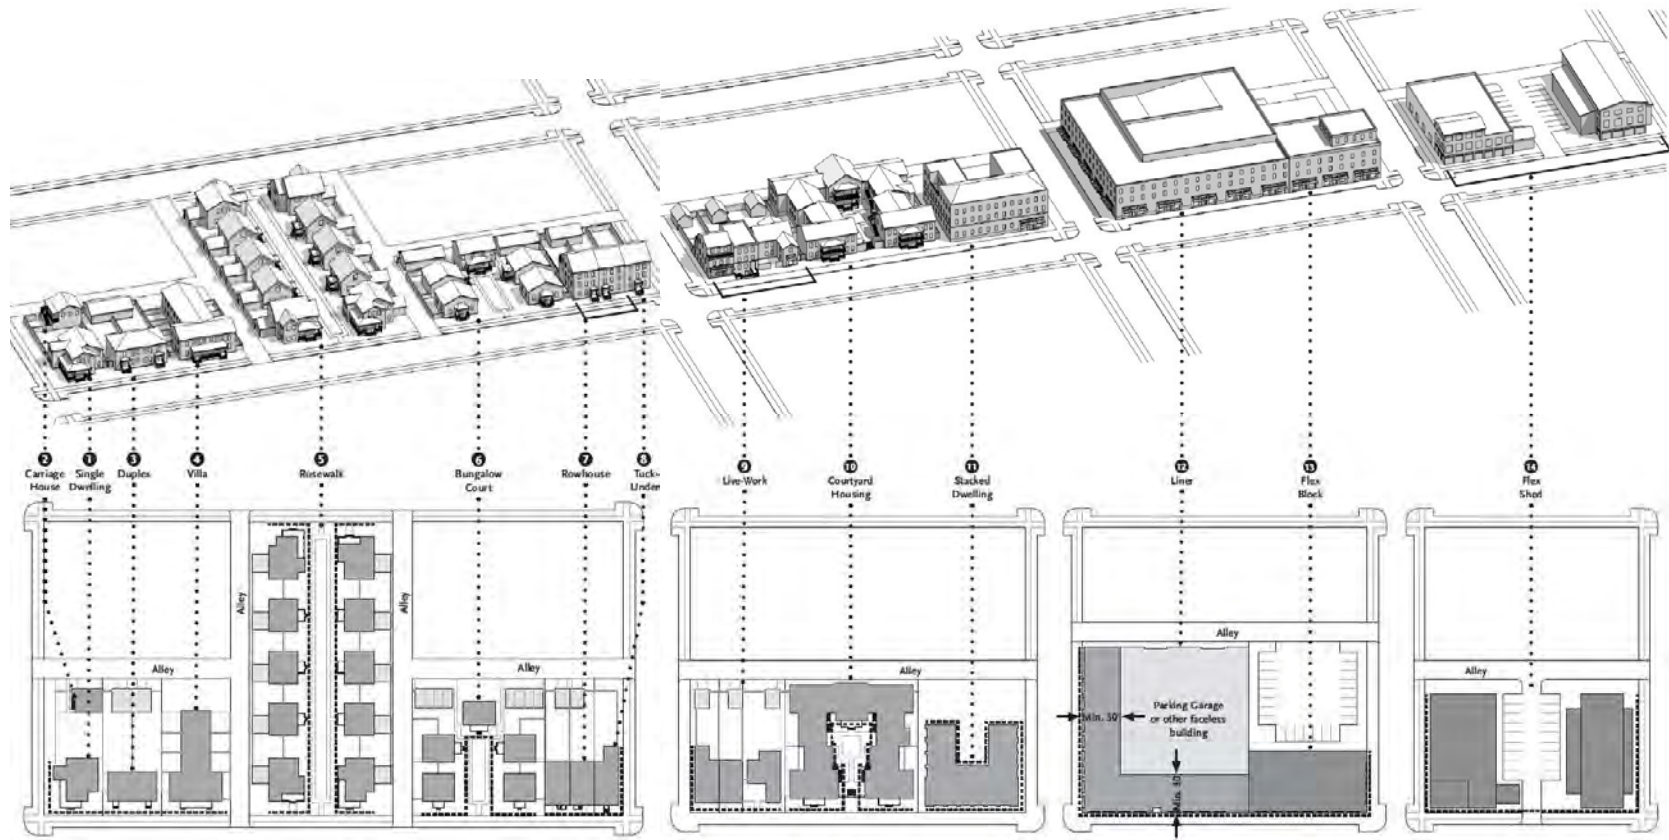 2
Carriage
House
1
Single
Dwelling
3
Duplex
4
Villa
5
Rosewalk
6
Bungalow
Court
7
Rowhouse
8
Tuck-
Under
9
Live-Work
10
Courtyard
Housing
11
Stacked
Dwelling
12
Liner
13
Flex
Block
14
Flex
Shed
Alley
Alley
Alley
Alley
Alley
Alley
Alley
Min. 30'
Parking Garage
or other faceless
building
Min.